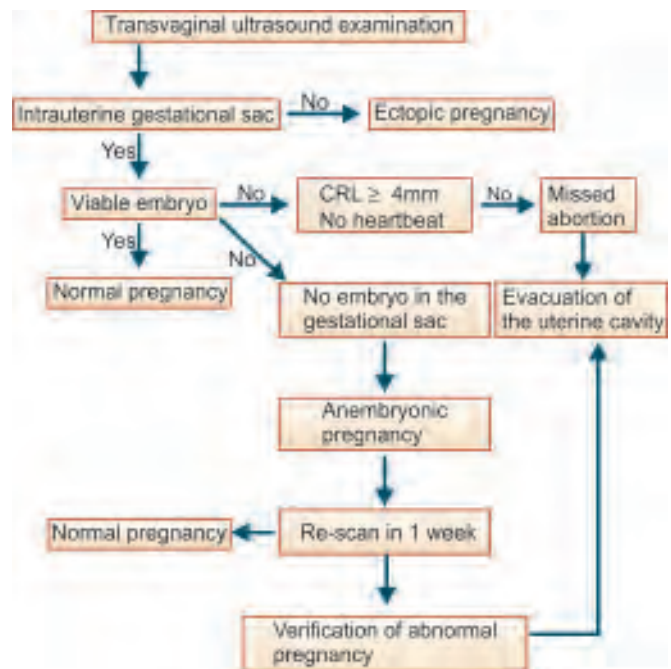 Transvaginal ultrasound examination
Intrauterine gestational sac
No
Ectopic pregnancy
Yes
Viable embryo
No
CRL ≥ 4mm
No heartbeat
No
Missed
abortion
Yes
No
Normal pregnancy
No embryo in the
gestational sac
Evacuation of
the uterine cavity
Anembryonic
pregnancy
Normal pregnancy
Re-scan in 1 week
Verification of abnormal
pregnancy